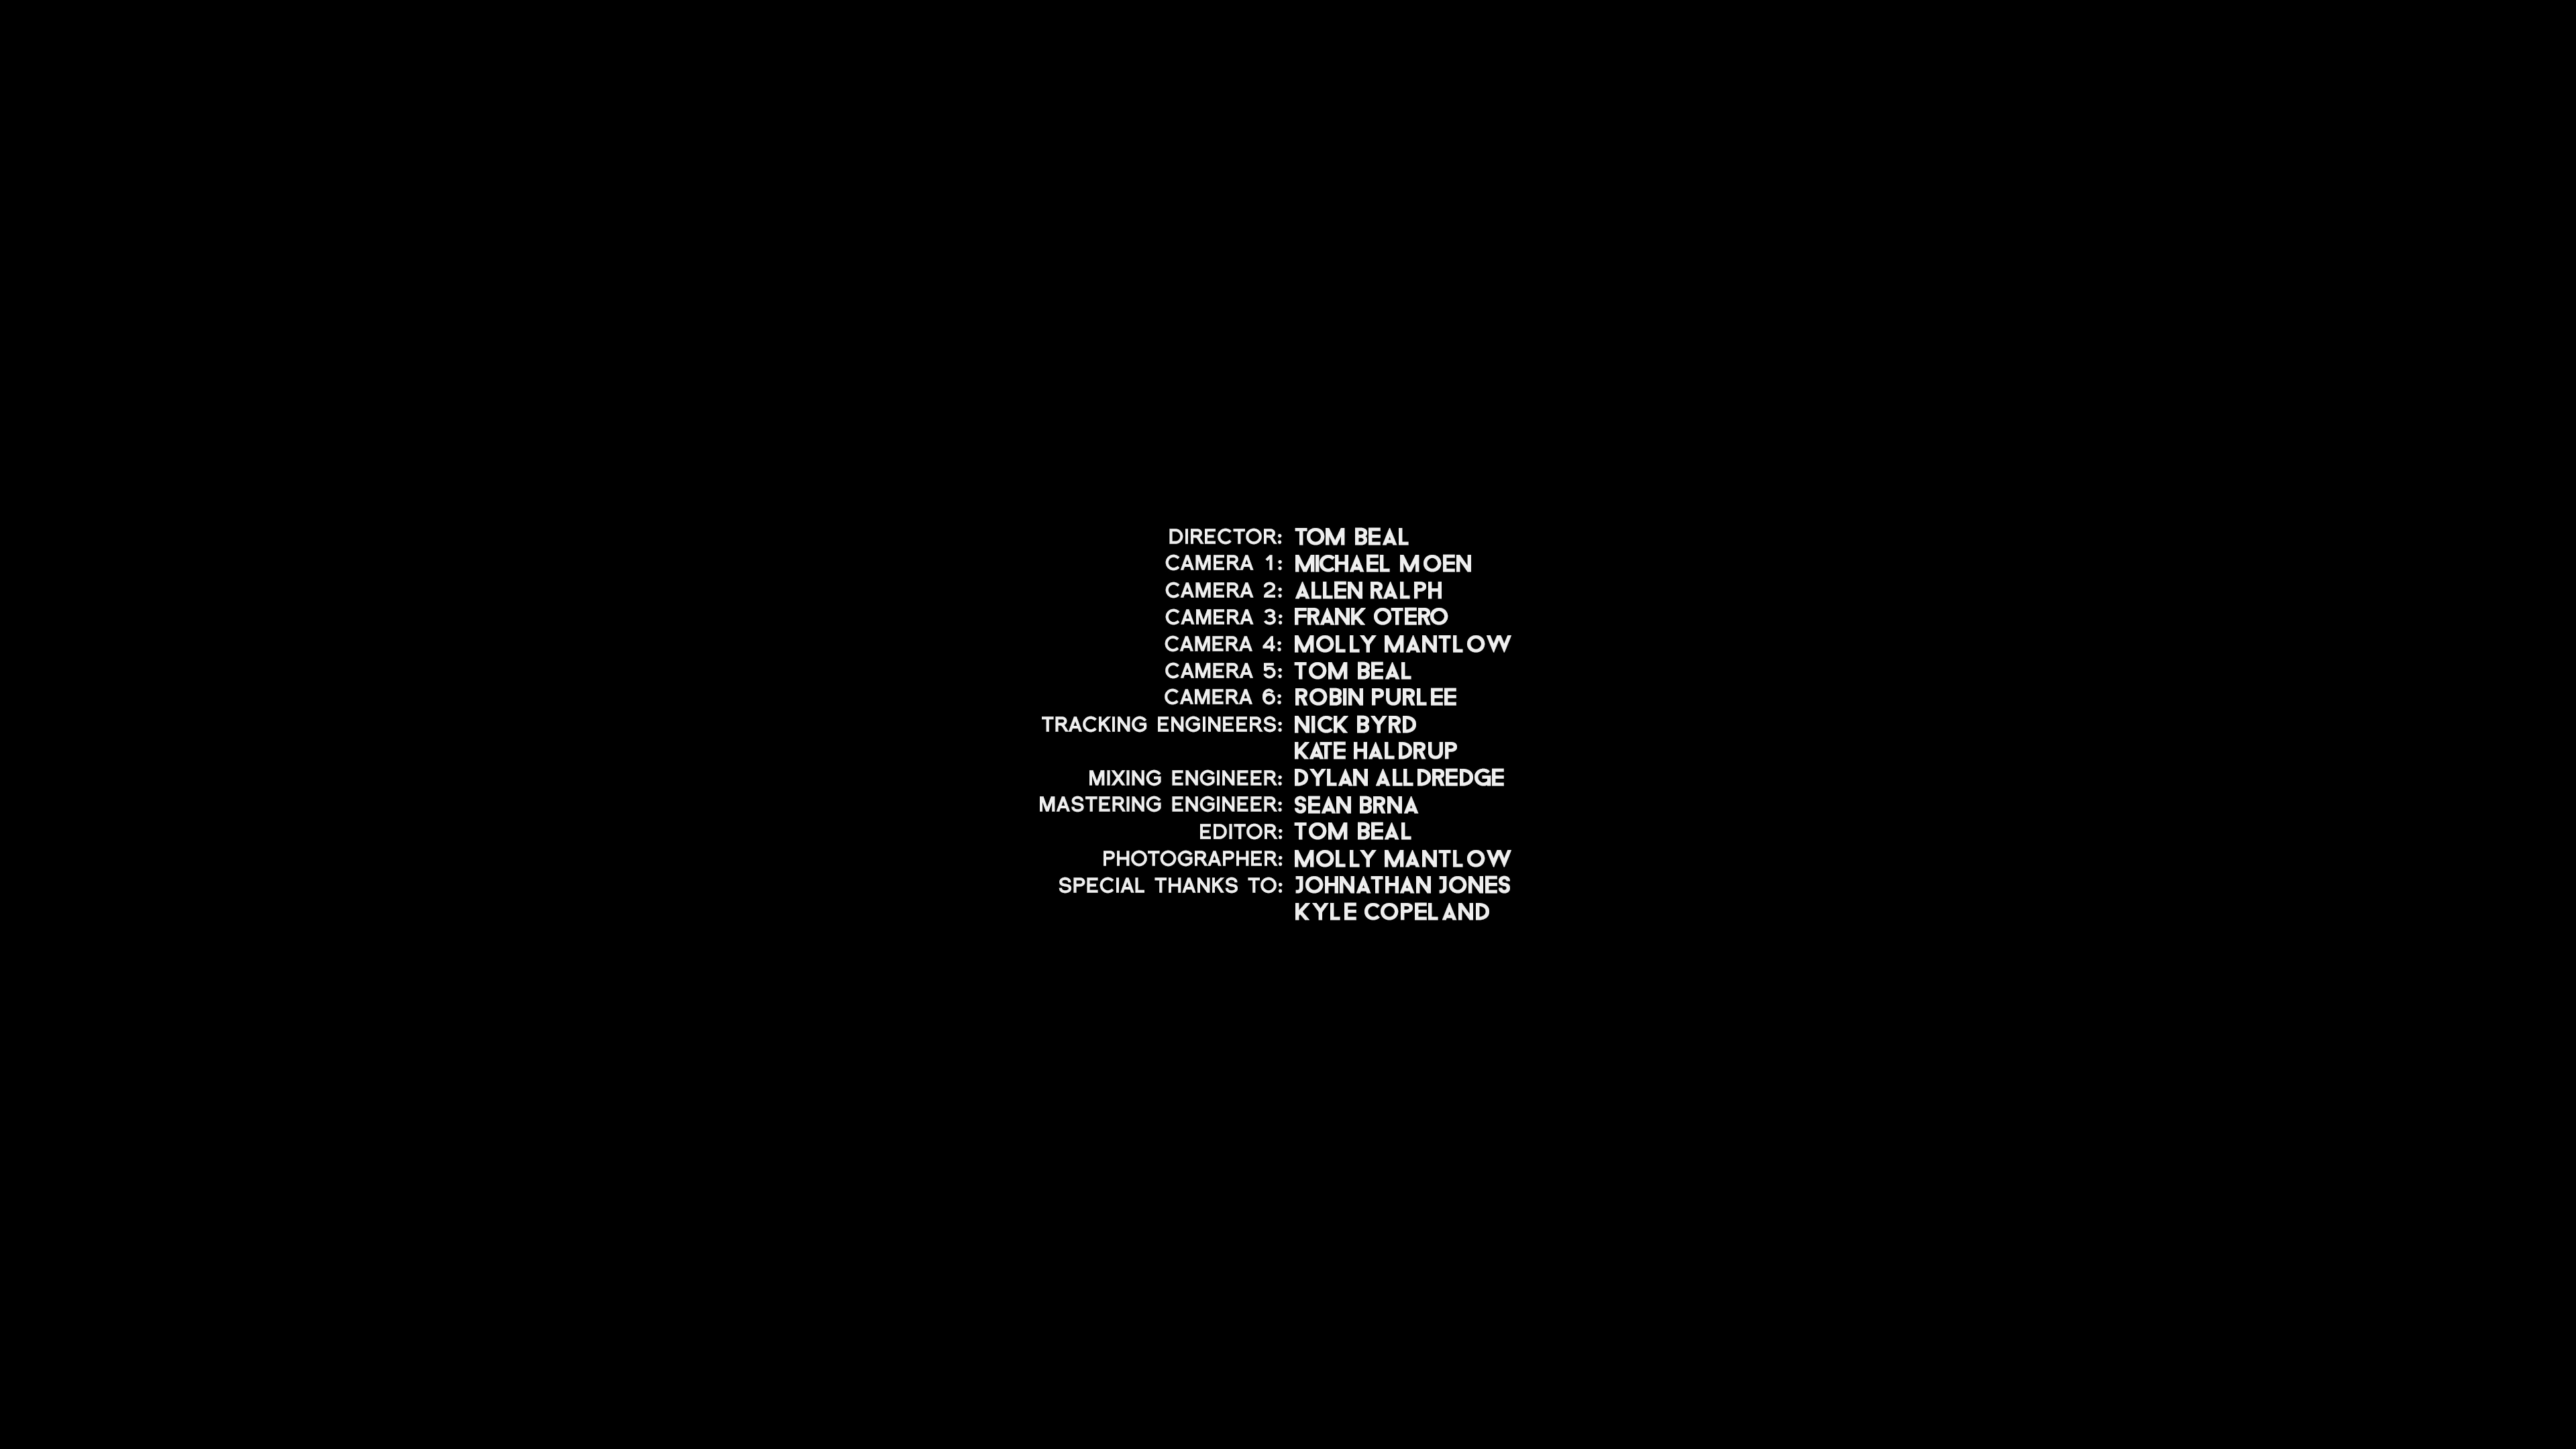 DIRECTOR: TOM BEAL
CAMERA 1: MICHAEL MOEN
CAMERA 2: ALLEN RALPH
CAMERA 3: FRANK OTERO
CAMERA 4: MOLLY MANTLOW
CAMERA 5: TOM BEAL
CAMERA 6: ROBIN PURLEE
TRACKING ENGINEERS: NICK BYRD
KATE HALDRUP
MIXING ENGINEER: DYLAN ALLDREDGE
MASTERING ENGINEER: SEAN BRNA
EDITOR: TOM BEAL
PHOTOGRAPHER: MOLLY MANTLOW
SPECIAL THANKS TO: JOHNATHAN JONES
KYLE COPELAND